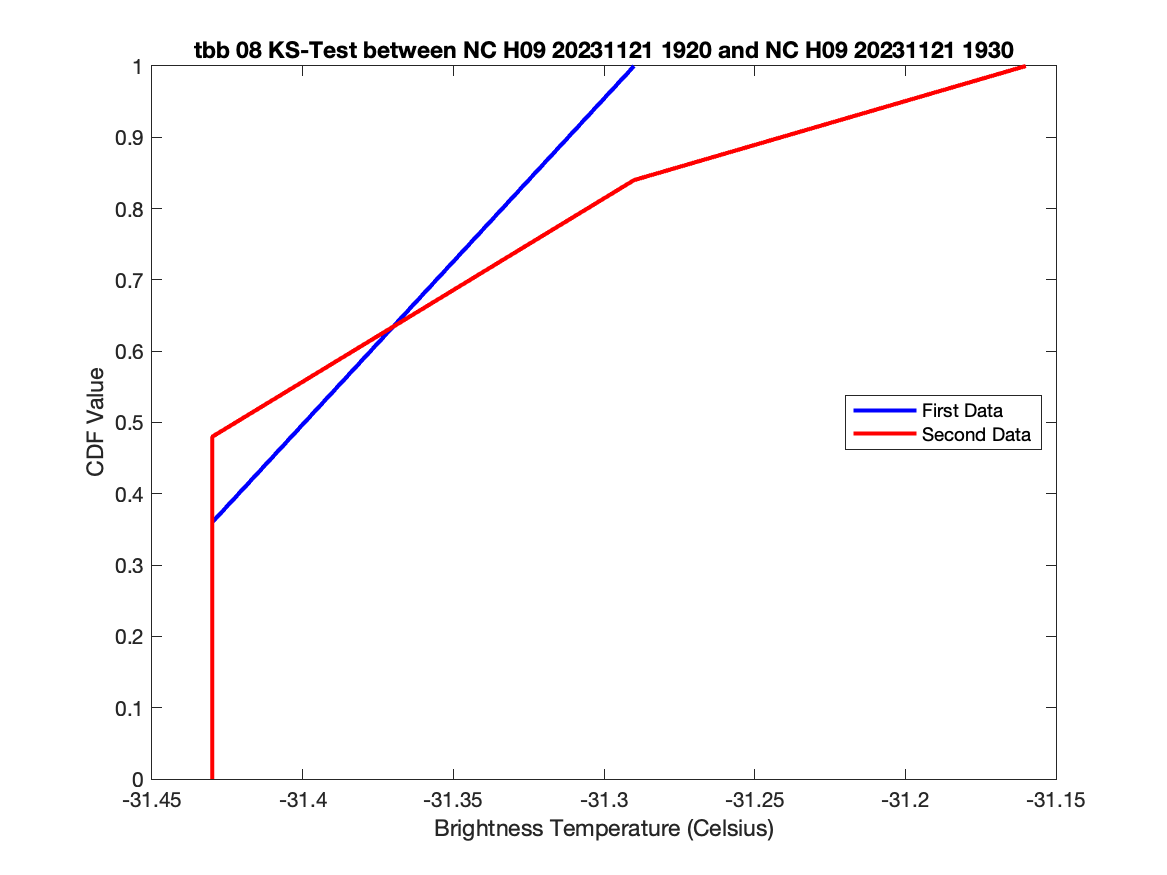 tbb 08 KS-Test between NC H09 20231121 1920 and NC H09 20231121 1930
1
0.9
0.8
0.7
0.6
0.5
0.4
0.3
0.2
0.1
0
CDF Value
First Data
Second Data
-31.45 -31.4 -31.35 -31.3 -31.25 -31.2 -31.15
Brightness Temperature (Celsius)